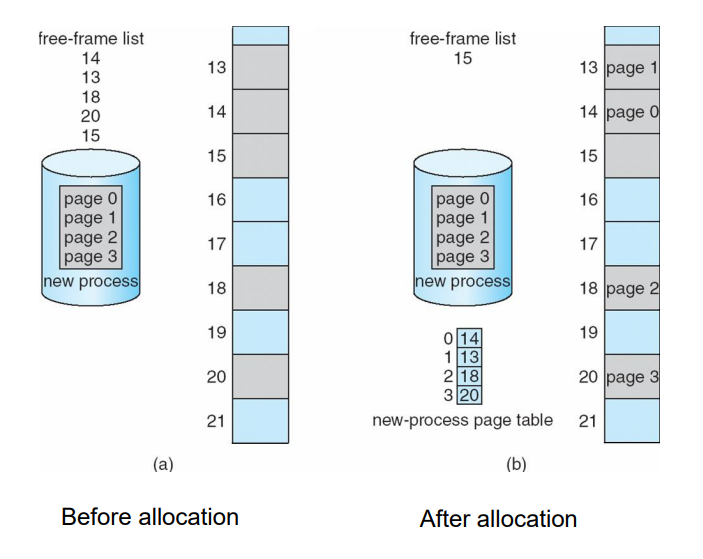 free-frame list
14
13
18
20
15
page 0
page 1
page 2
page 3
new process
13
14
15
16
17
18
19
20
21
(a)
Before allocation
free-frame list
15
page 0
page 1
page 2
page 3
new process
0 14
1 13
2 18
3 20
new-process page table
13 page 1
14 page 0
15
16
17
18 page 2
19
20 page 3
21
(b)
After allocation